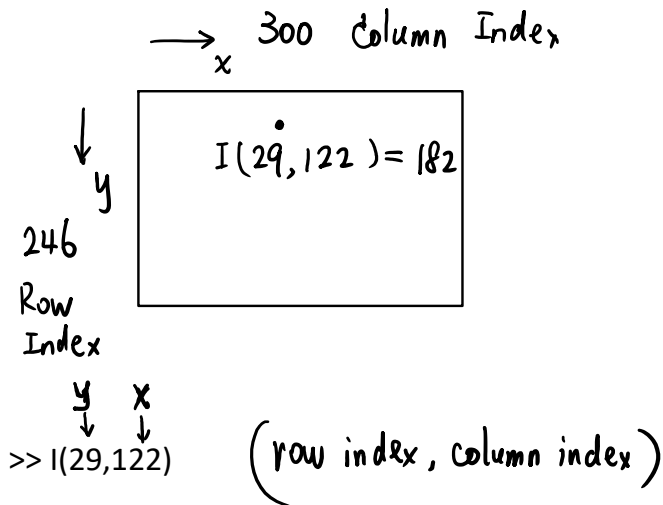 300 Column Index
x
I(29,122)=182
y
246
Row
Index
y x
>> I(29,122) (row index, column index)